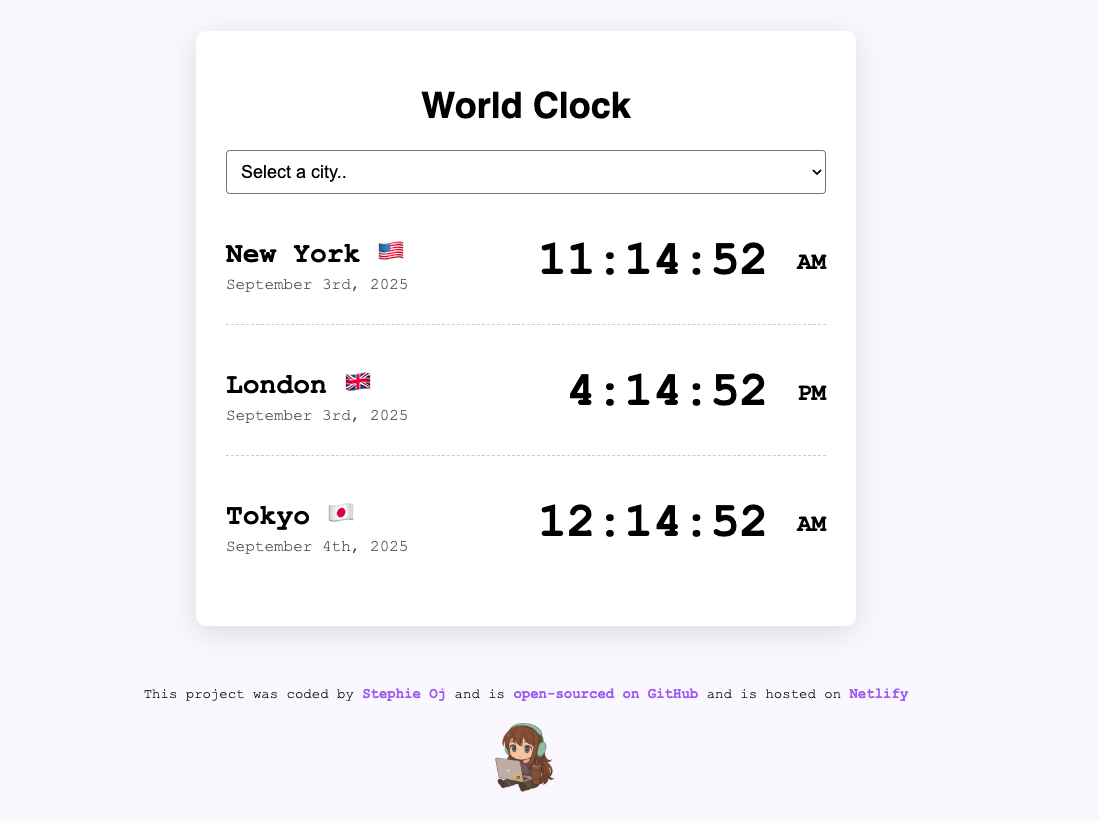 World Clock
Select a city..
New York 🇺🇸 11:14:52 AM
September 3rd, 2025
London 🇬🇧 4:14:52 PM
September 3rd, 2025
Tokyo 🇯🇵 12:14:52 AM
September 4th, 2025
This project was coded by Stephie Oj and is open-sourced on GitHub and is hosted on Netlify